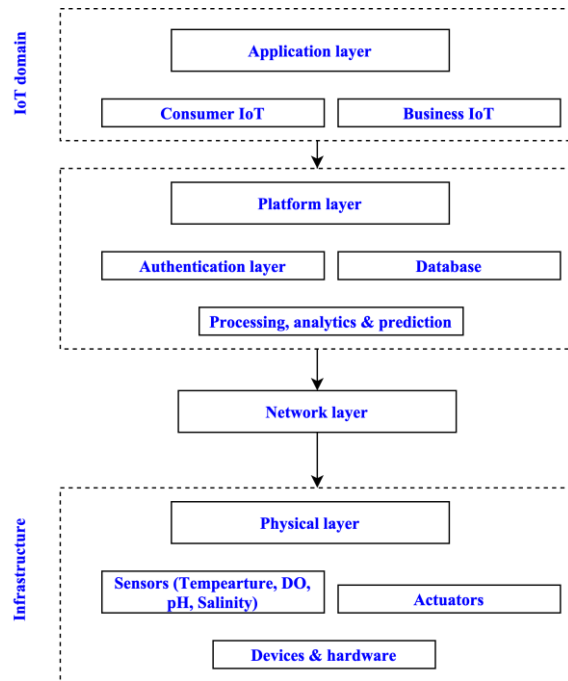 IoT domain
Application layer
Consumer IoT
Business IoT
Platform layer
Authentication layer
Database
Processing, analytics & prediction
Network layer
Infrastructure
Physical layer
Sensors (Tempearture, DO,
pH, Salinity)
Actuators
Devices & hardware